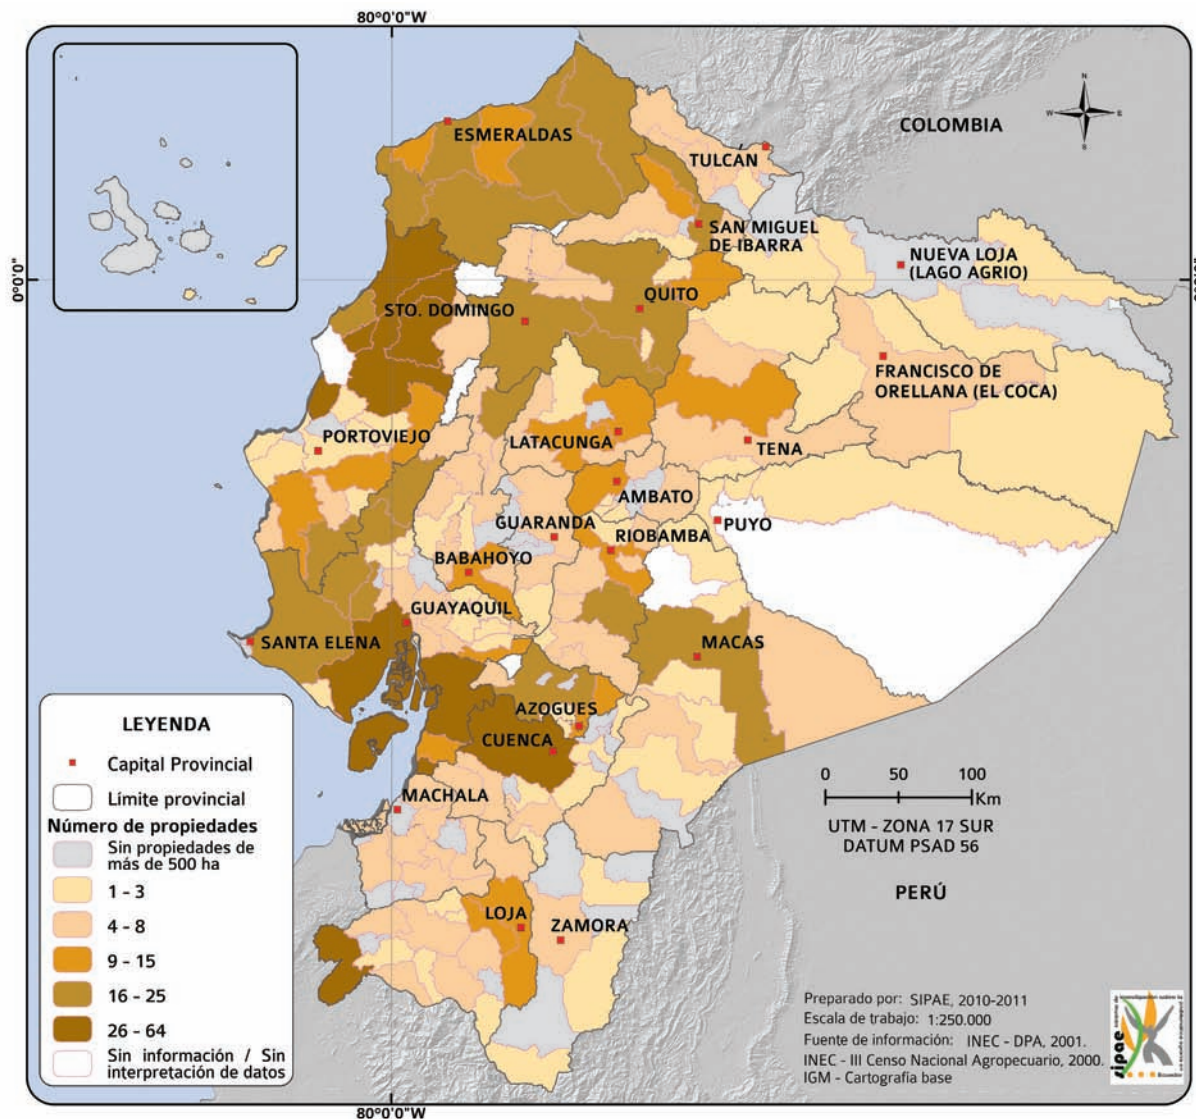 80°0'0"W
N
W
E
S
COLOMBIA
ESMERALDAS
TULCÁN
SAN MIGUEL
DE IBARRA
NUEVA LOJA
(LAGO AGRIO)
0°0'0"
STO. DOMINGO
QUITO
FRANCISCO DE
ORELLANA (EL COCA)
PORTOVIEJO
LATACUNGA
TENA
AMBATO
GUARANDA
PUYO
RIOBAMBA
BABAHOYO
GUAYAQUIL
SANTA ELENA
MACAS
AZOGUES
CUENCA
MACHALA
LOJA
ZAMORA
LEYENDA
Capital Provincial
Límite provincial
Número de propiedades
Sin propiedades de
más de 500 ha
1 - 3
4 - 8
9 - 15
16 - 25
26 - 64
Sin información / Sin
interpretación de datos
0 50 100
Km
UTM - ZONA 17 SUR
DATUM PSAD 56
PERÚ
Preparado por: SIPAE, 2010-2011
Escala de trabajo: 1:250.000
Fuente de información: INEC - DPA, 2001.
INEC - III Censo Nacional Agropecuario, 2000.
IGM - Cartografía base
sipae
Ecuador
80°0'0"W